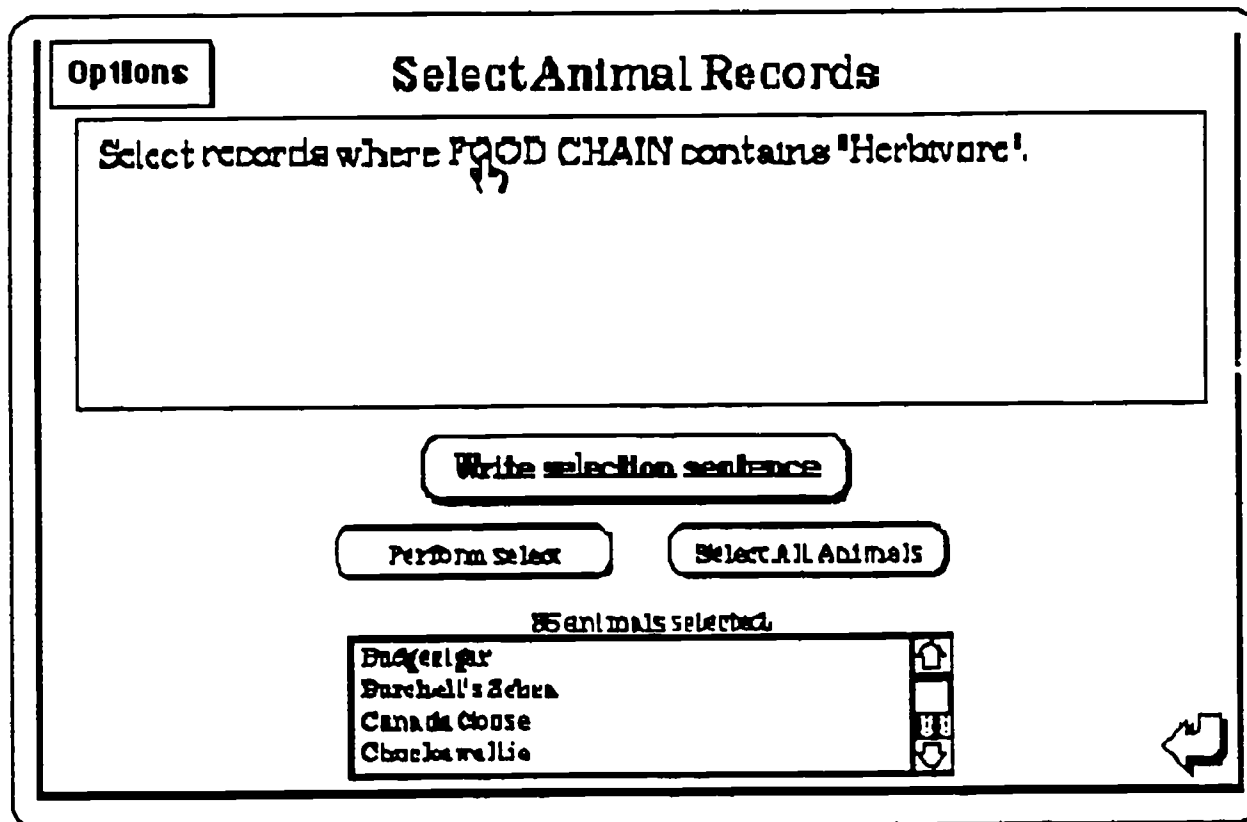 Options
Select Animal Records
Select records where FOOD CHAIN contains "Herbivore".
Write selection sentence
Perform select
Select All Animals
85 animals selected.
Budgerigar
Burchell's Zebra
Canada Goose